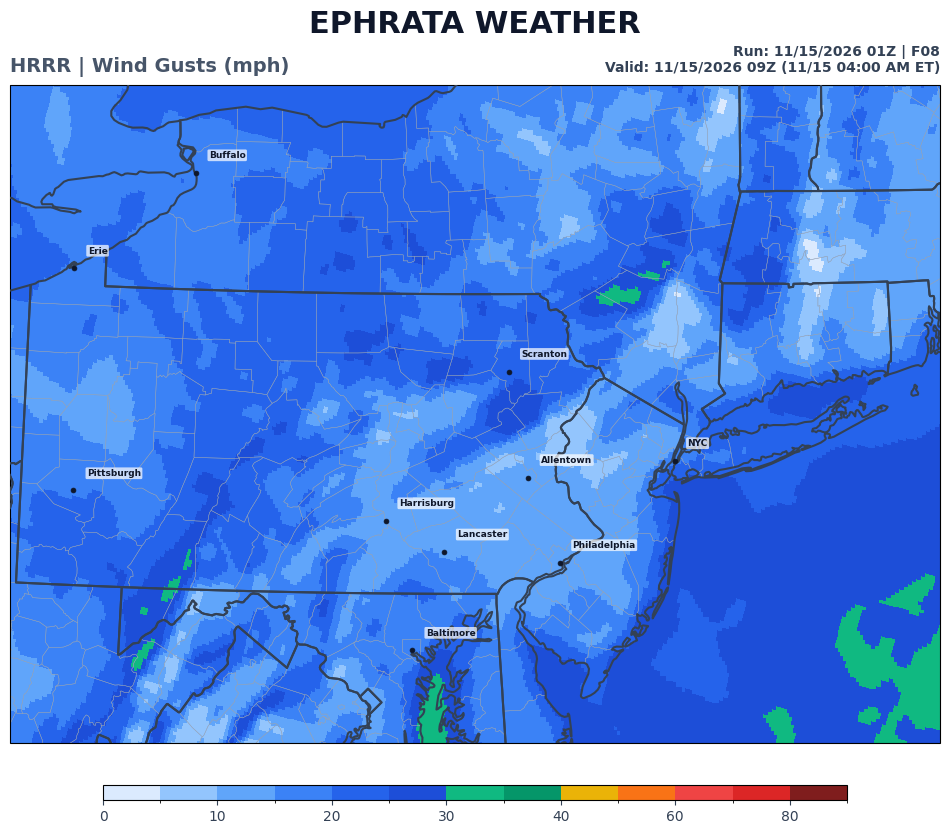 EPHRATA WEATHER
HRRR | Wind Gusts (mph)
Run: 11/15/2026 01Z | F08
Valid: 11/15/2026 09Z (11/15 04:00 AM ET)
Buffalo
Erie
Scranton
NYC
Allentown
Pittsburgh
Harrisburg
Lancaster
Philadelphia
Baltimore
0 10 20 30 40 60 80